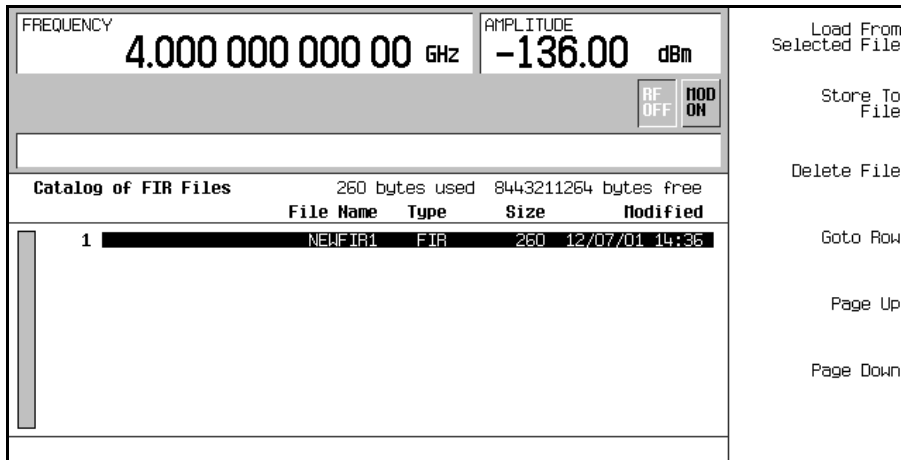 FREQUENCY
4.000 000 000 00 GHz
AMPLITUDE
-136.00 dBm
RF OFF
MOD ON
Catalog of FIR Files 260 bytes used 8443211264 bytes free
File Name Type Size Modified
1 NEWFIR1 FIR 260 12/07/01 14:36
Load From
Selected File
Store To
File
Delete File
Goto Row
Page Up
Page Down